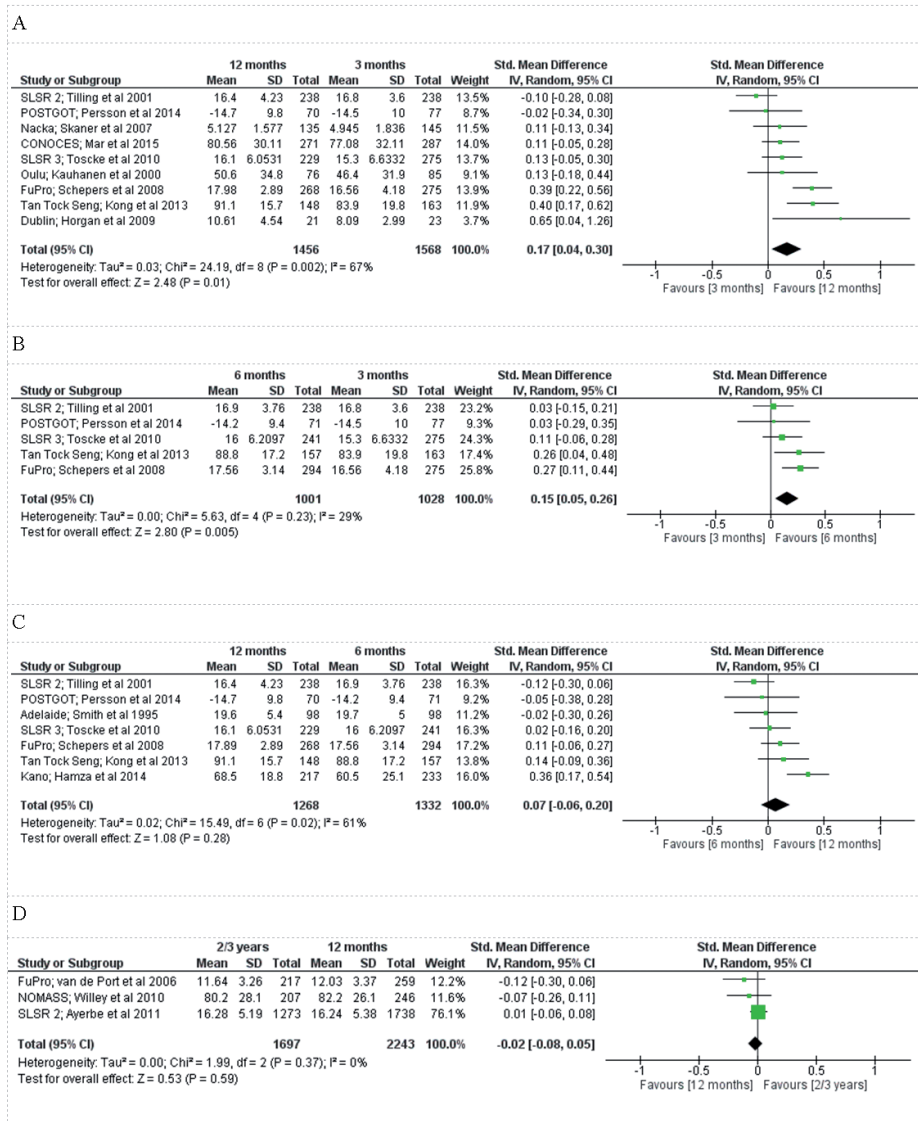 A
12 months 3 months Std. Mean Difference Std. Mean Difference
Study or Subgroup Mean SD Total Mean SD Total Weight IV, Random, 95% CI IV, Random, 95% CI
SLSR 2; Tilling et al 2001 16.4 4.23 238 16.8 3.6 238 13.5% -0.10 [-0.28, 0.08]
POSTGOT; Persson et al 2014 -14.7 9.8 70 -14.5 10 77 8.7% -0.02 [-0.34, 0.30]
Nacka; Skaner et al 2007 5.127 1.577 135 4.945 1.836 145 11.5% 0.11 [-0.13, 0.34]
CONOCES; Mar et al 2015 80.56 30.11 271 77.08 32.11 287 14.0% 0.11 [-0.05, 0.28]
SLSR 3; Toscke et al 2010 16.1 6.0531 229 15.3 6.6332 275 13.6% 0.13 [-0.05, 0.30]
Oulu; Kauhanen et al 2000 50.6 34.8 76 46.4 31.9 85 9.1% 0.13 [-0.18, 0.44]
FuPro; Schepers et al 2008 17.98 2.89 268 16.56 4.18 275 13.9% 0.39 [0.22, 0.56]
Tan Tock Seng; Kong et al 2013 91.1 15.7 148 83.9 19.8 163 11.9% 0.40 [0.17, 0.62]
Dublin; Horgan et al 2009 10.61 4.54 21 8.09 2.99 23 3.7% 0.65 [0.04, 1.26]
Total (95% CI) 1456 1568 100.0% 0.17 [0.04, 0.30]
Heterogeneity: Tau² = 0.03; Chi² = 24.19, df = 8 (P = 0.002); I² = 67%
Test for overall effect: Z = 2.48 (P = 0.01)
-1 -0.5 0 0.5 1
Favours [3 months] Favours [12 months]
B
6 months 3 months Std. Mean Difference Std. Mean Difference
Study or Subgroup Mean SD Total Mean SD Total Weight IV, Random, 95% CI IV, Random, 95% CI
SLSR 2; Tilling et al 2001 16.9 3.76 238 16.8 3.6 238 23.2% 0.03 [-0.15, 0.21]
POSTGOT; Persson et al 2014 -14.2 9.4 71 -14.5 10 77 9.3% 0.03 [-0.29, 0.35]
SLSR 3; Toscke et al 2010 16 6.2097 241 15.3 6.6332 275 24.3% 0.11 [-0.06, 0.28]
Tan Tock Seng; Kong et al 2013 88.8 17.2 157 83.9 19.8 163 17.4% 0.26 [0.04, 0.48]
FuPro; Schepers et al 2008 17.56 3.14 294 16.56 4.18 275 25.8% 0.27 [0.11, 0.44]
Total (95% CI) 1001 1028 100.0% 0.15 [0.05, 0.26]
Heterogeneity: Tau² = 0.00; Chi² = 5.63, df = 4 (P = 0.23); I² = 29%
Test for overall effect: Z = 2.80 (P = 0.005)
-1 -0.5 0 0.5 1
Favours [3 months] Favours [6 months]
C
12 months 6 months Std. Mean Difference Std. Mean Difference
Study or Subgroup Mean SD Total Mean SD Total Weight IV, Random, 95% CI IV, Random, 95% CI
SLSR 2; Tilling et al 2001 16.4 4.23 238 16.9 3.76 238 16.3% -0.12 [-0.30, 0.06]
POSTGOT; Persson et al 2014 -14.7 9.8 70 -14.2 9.4 71 9.4% -0.05 [-0.38, 0.28]
Adelaide; Smith et al 1995 19.6 5.4 98 19.7 5 98 11.2% -0.02 [-0.30, 0.26]
SLSR 3; Toscke et al 2010 16.1 6.0531 229 16 6.2097 241 16.2% 0.02 [-0.16, 0.20]
FuPro; Schepers et al 2008 17.89 2.89 268 17.56 3.14 294 17.2% 0.11 [-0.06, 0.27]
Tan Tock Seng; Kong et al 2013 91.1 15.7 148 88.8 17.2 157 13.8% 0.14 [-0.09, 0.36]
Kano; Hamza et al 2014 68.5 18.8 217 60.5 25.1 233 16.0% 0.36 [0.17, 0.54]
Total (95% CI) 1268 1332 100.0% 0.07 [-0.06, 0.20]
Heterogeneity: Tau² = 0.02; Chi² = 15.49, df = 6 (P = 0.02); I² = 61%
Test for overall effect: Z = 1.08 (P = 0.28)
-1 -0.5 0 0.5 1
Favours [6 months] Favours [12 months]
D
2/3 years 12 months Std. Mean Difference Std. Mean Difference
Study or Subgroup Mean SD Total Mean SD Total Weight IV, Random, 95% CI IV, Random, 95% CI
FuPro; van de Port et al 2006 11.64 3.26 217 12.03 3.37 259 12.2% -0.12 [-0.30, 0.06]
NOMASS; Willey et al 2010 80.2 28.1 207 82.2 26.1 246 11.6% -0.07 [-0.26, 0.11]
SLSR 2; Ayerbe et al 2011 16.28 5.19 1273 16.24 5.38 1738 76.1% 0.01 [-0.06, 0.08]
Total (95% CI) 1697 2243 100.0% -0.02 [-0.08, 0.05]
Heterogeneity: Tau² = 0.00; Chi² = 1.99, df = 2 (P = 0.37); I² = 0%
Test for overall effect: Z = 0.53 (P = 0.59)
-1 -0.5 0 0.5 1
Favours [12 months] Favours [2/3 years]